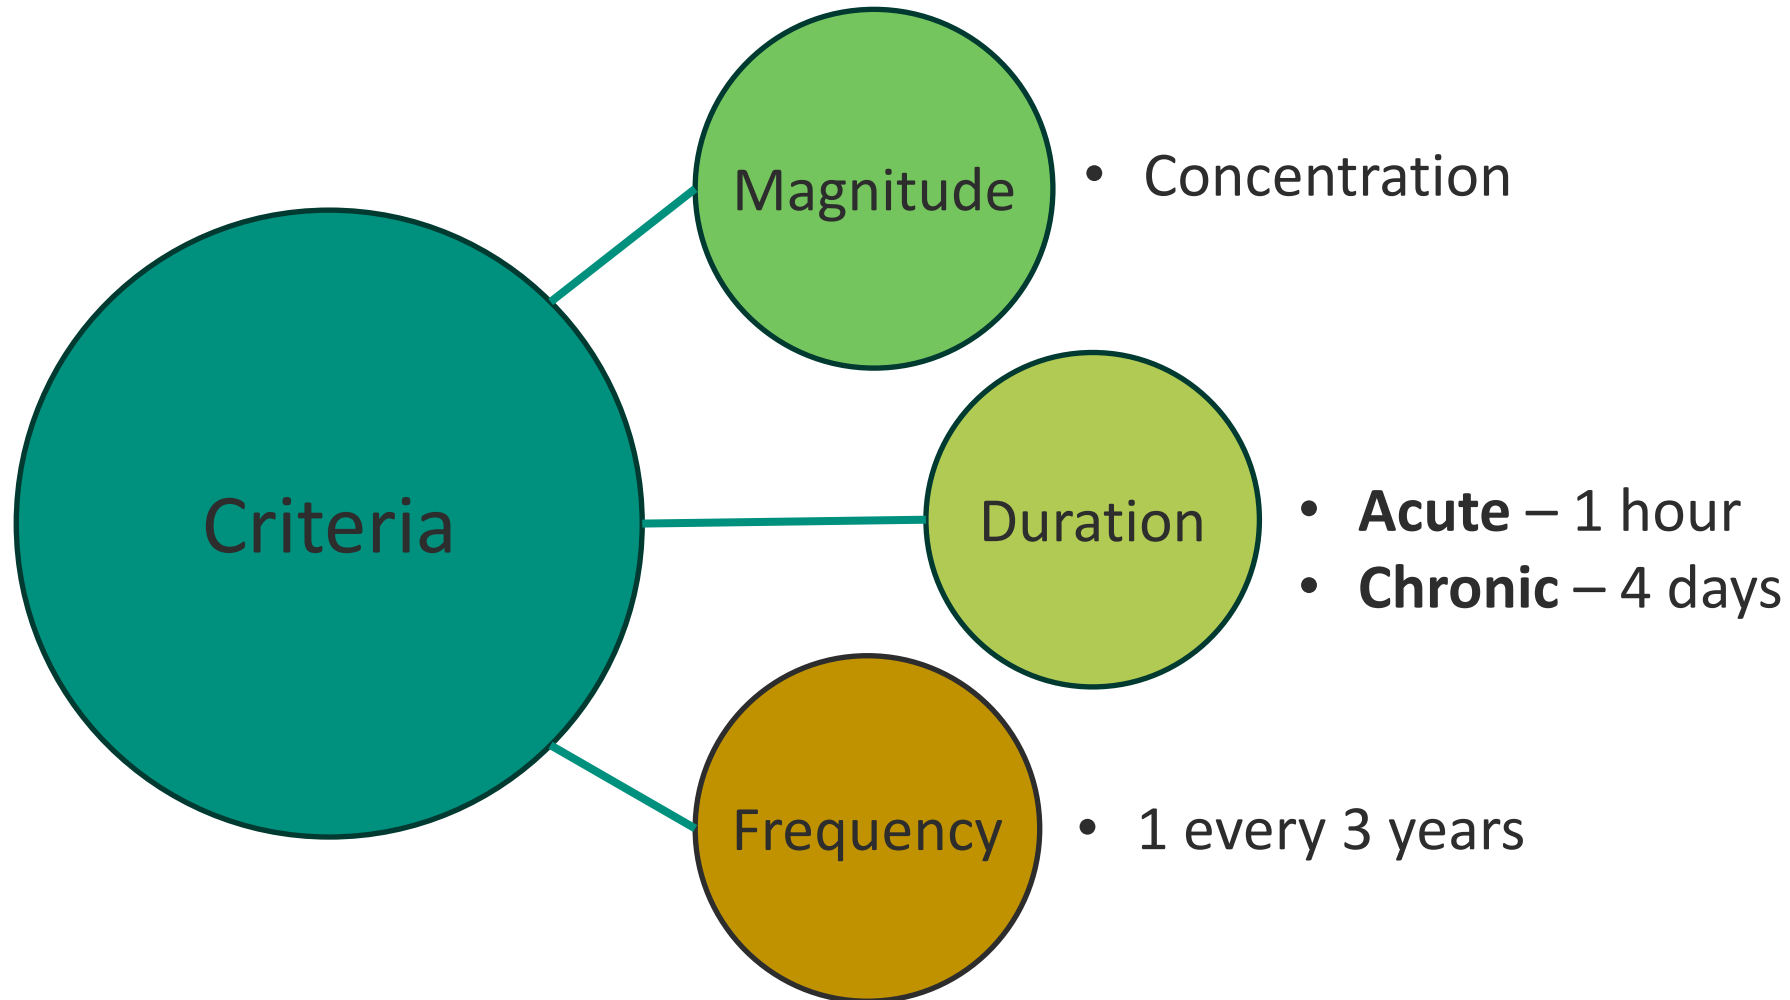 Criteria
Magnitude
• Concentration
Duration
• Acute – 1 hour
• Chronic – 4 days
Frequency
• 1 every 3 years